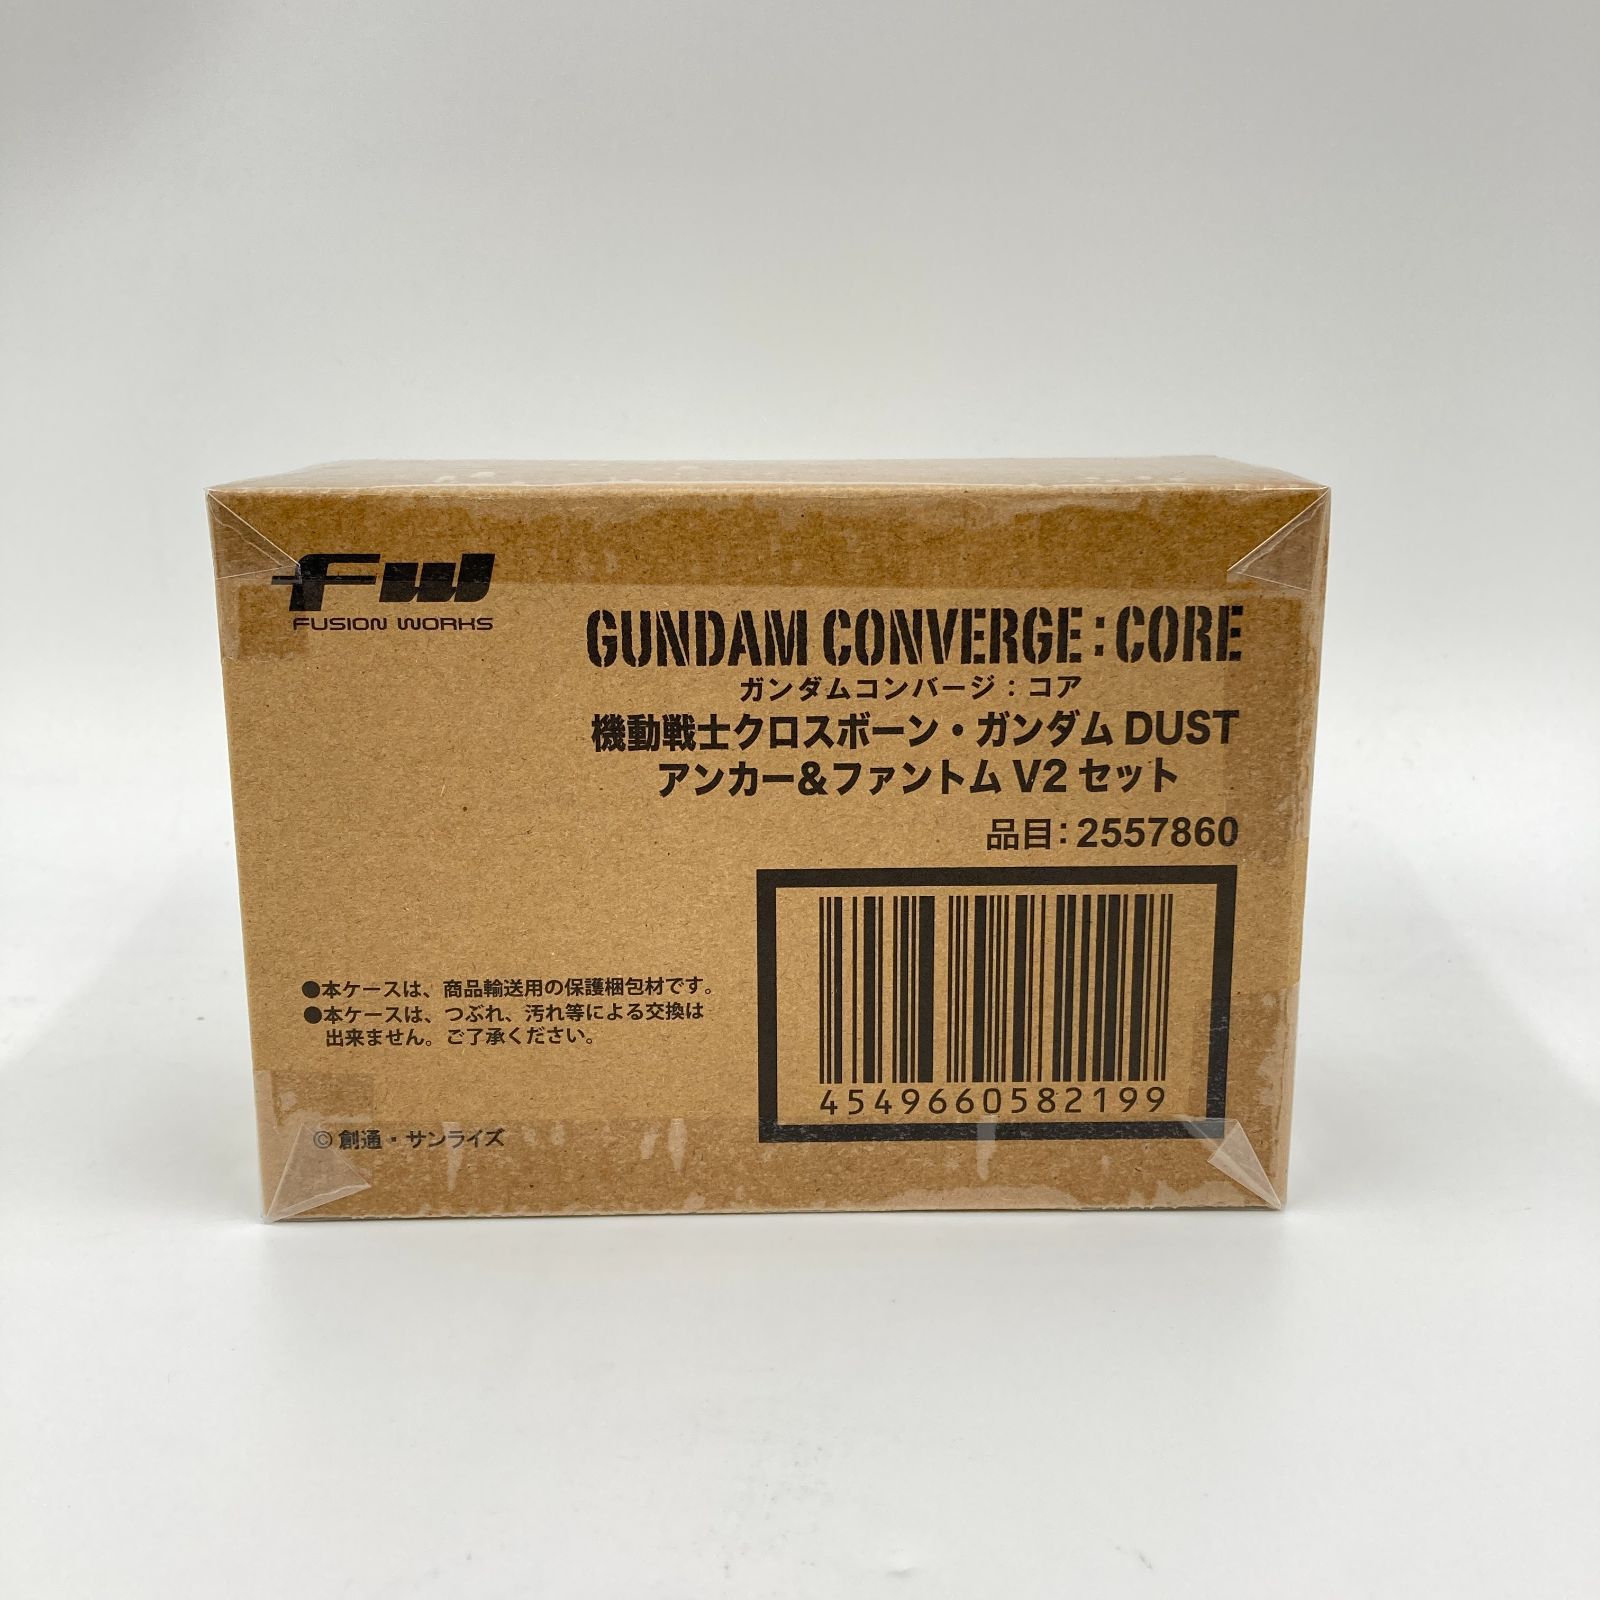 FW
FUSION WORKS
GUNDAM CONVERGE:CORE
ガンダムコンバージ：コア
機動戦士クロスボーン・ガンダム DUST
アンカー&ファントム V2 セット
品目：2557860
4549660582199
●本ケースは、商品輸送用の保護梱包材です。
●本ケースは、つぶれ、汚れ等による交換は
出来ません。ご了承ください。
©創通・サンライズ